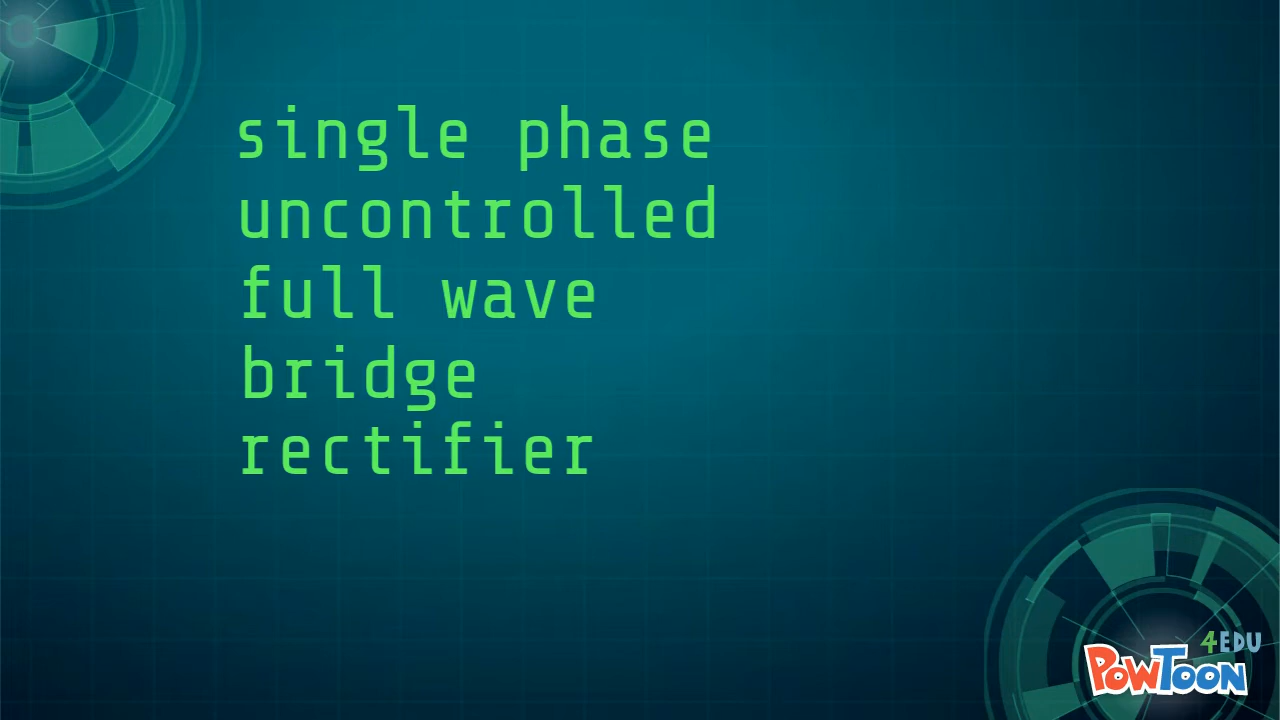 single phase
uncontrolled
full wave
bridge
rectifier
4EDU
PowToon